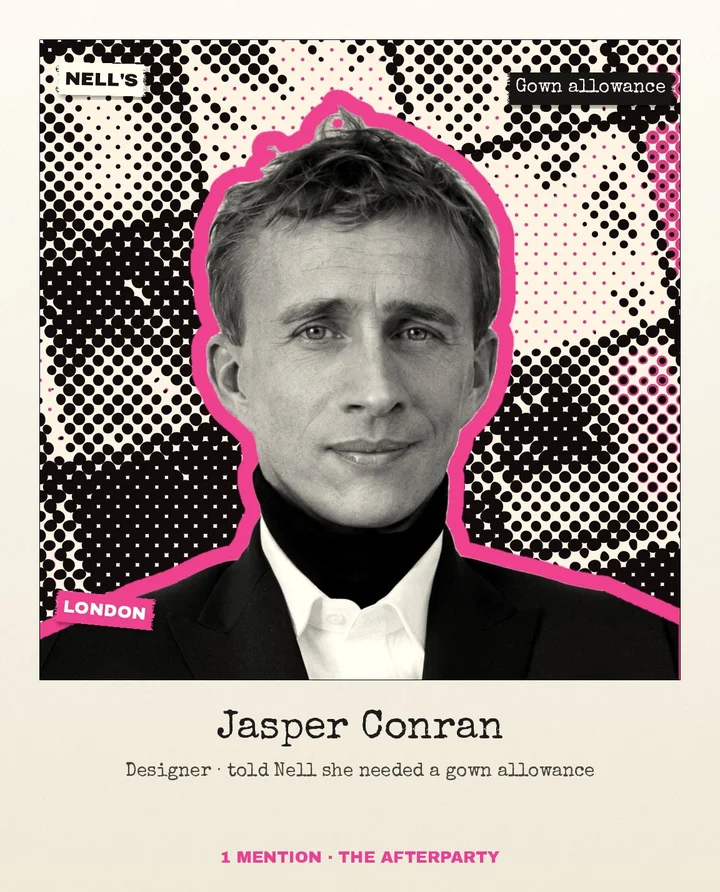 NELL'S
Gown allowance
LONDON
Jasper Conran
Designer · told Nell she needed a gown allowance
1 MENTION · THE AFTERPARTY